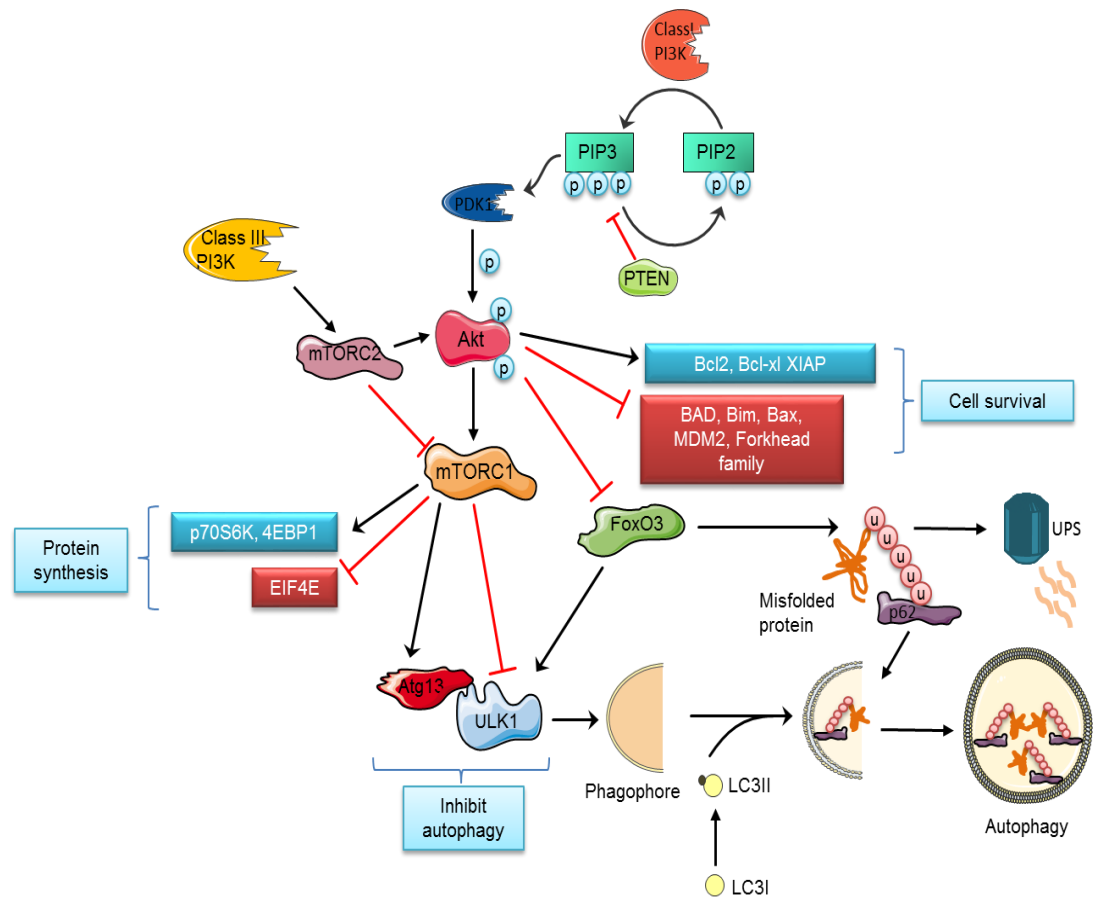 ClassI
PI3K
PIP3
PIP2
p p p
p p
PDK1
Class III
PI3K
p
PTEN
p
Akt
mTORC2
p
Bcl2, Bcl-xl XIAP
Cell survival
BAD, Bim, Bax,
MDM2, Forkhead
family
mTORC1
p70S6K, 4EBP1
FoxO3
u
u
u
u
u
UPS
Protein
synthesis
EIF4E
Misfolded
protein
p62
Atg13
ULK1
Phagophore
LC3II
Inhibit
autophagy
Autophagy
LC3I